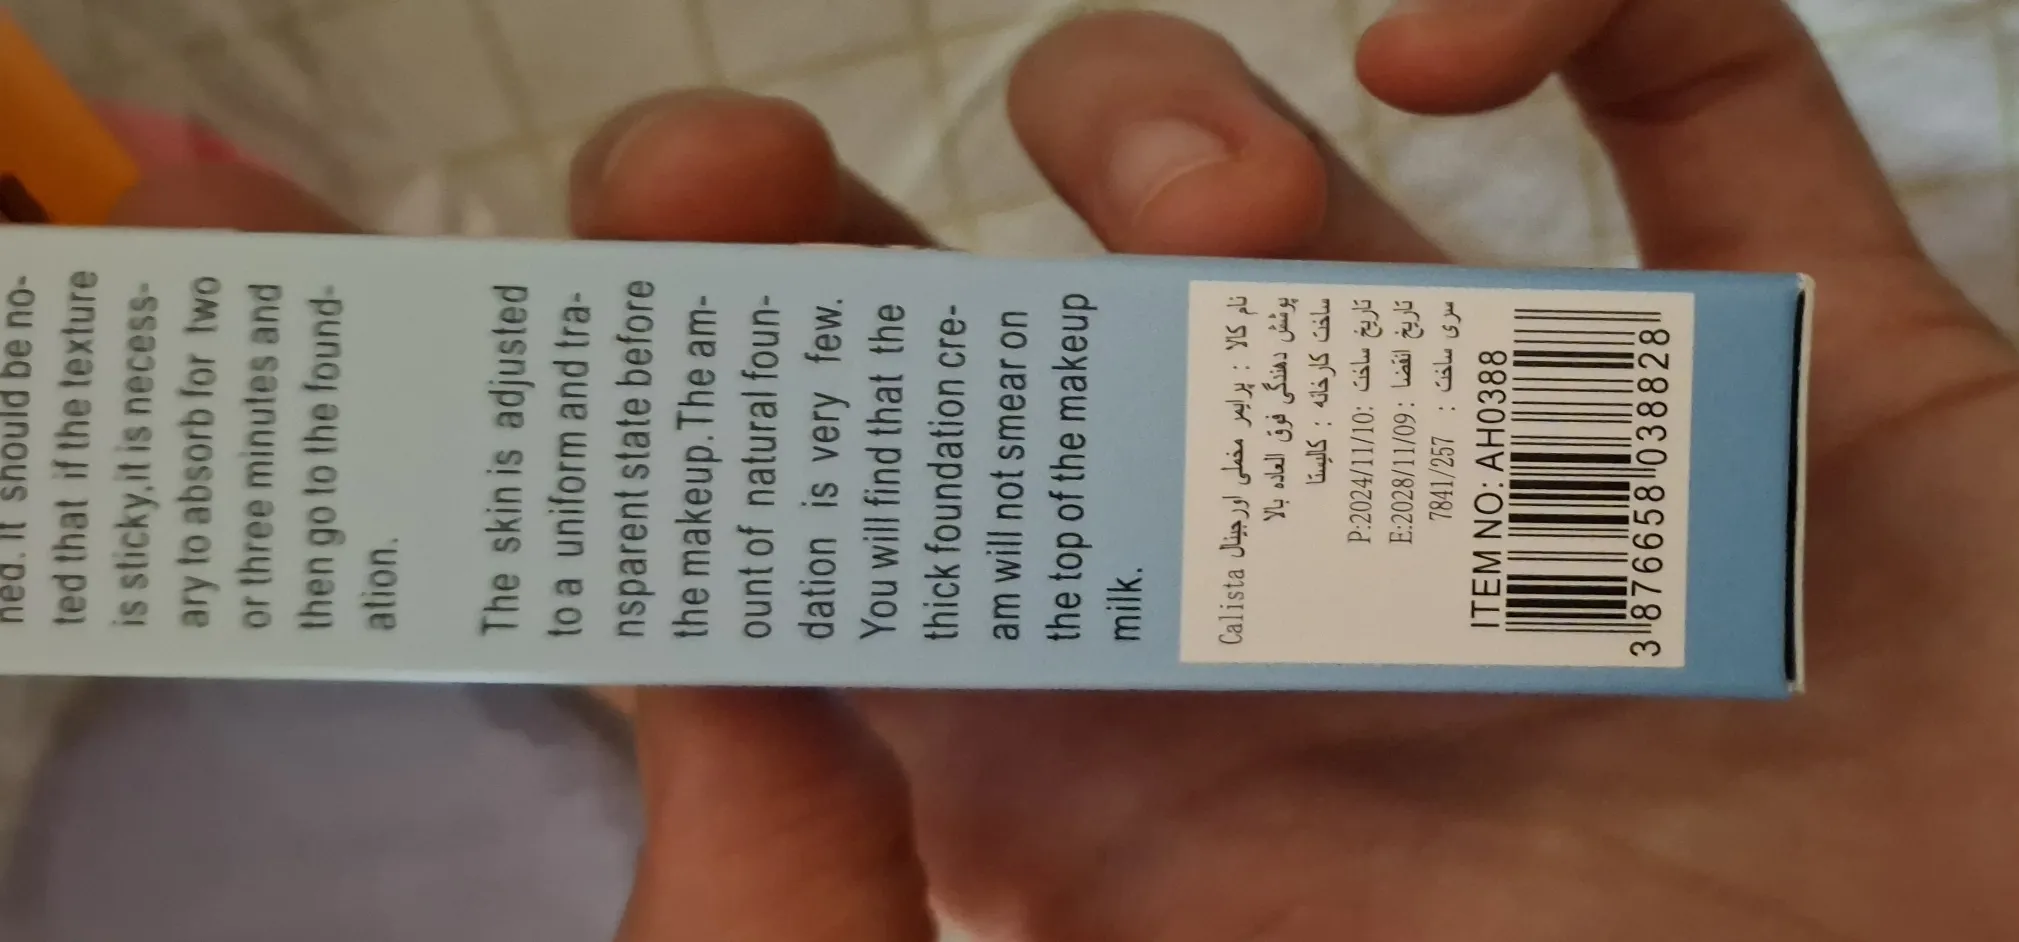 ned. It should be no-
ted that if the texture
is sticky,it is necess-
ary to absorb for two
or three minutes and
then go to the found-
ation.
The skin is adjusted
to a uniform and tra-
nsparent state before
the makeup.The am-
ount of natural foun-
dation is very few.
You will find that the
thick foundation cre-
am will not smear on
the top of the makeup
milk.
نام کالا : پرایمر مخملی اورجینال Calista
پوشش دهندگی فوق العاده بالا
ساخت کارخانه : کالیستا
تاریخ ساخت :P:2024/11/10
تاریخ انقضا :E:2028/11/09
سری ساخت : 7841/257
ITEM NO: AH0388
3 876658 038828